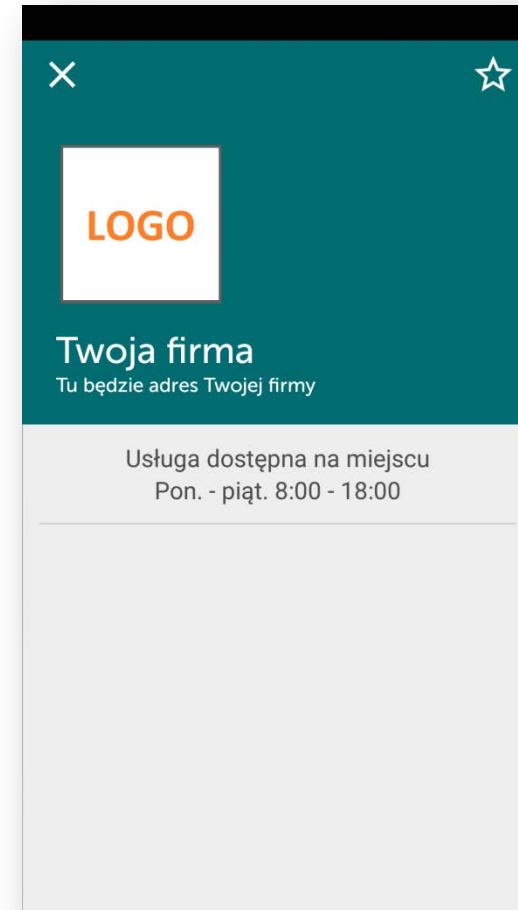 LOGO
Twoja firma
Tu będzie adres Twojej firmy
Usługa dostępna na miejscu
Pon. - piąt. 8:00 - 18:00